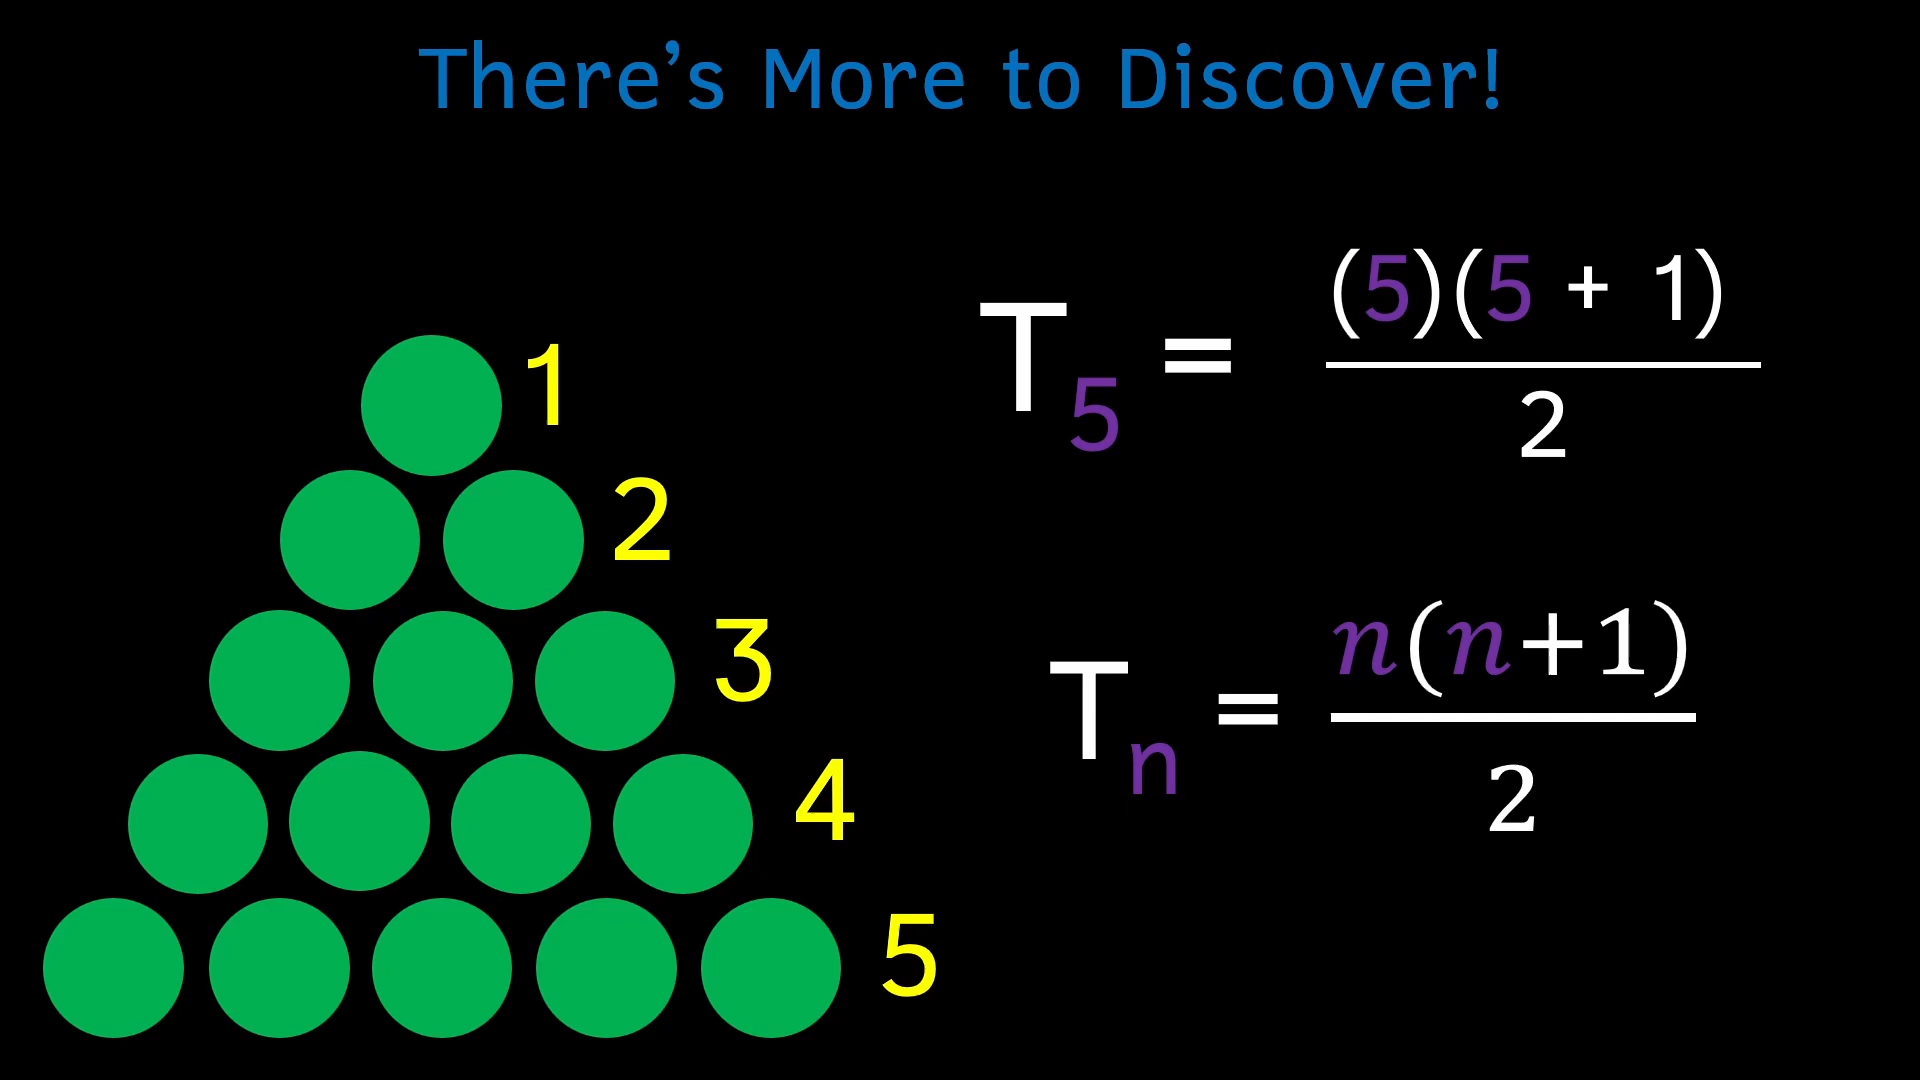 There’s More to Discover!
1
2
3
4
5
T5 = (5)(5 + 1)
2
Tn = n(n+1)
2